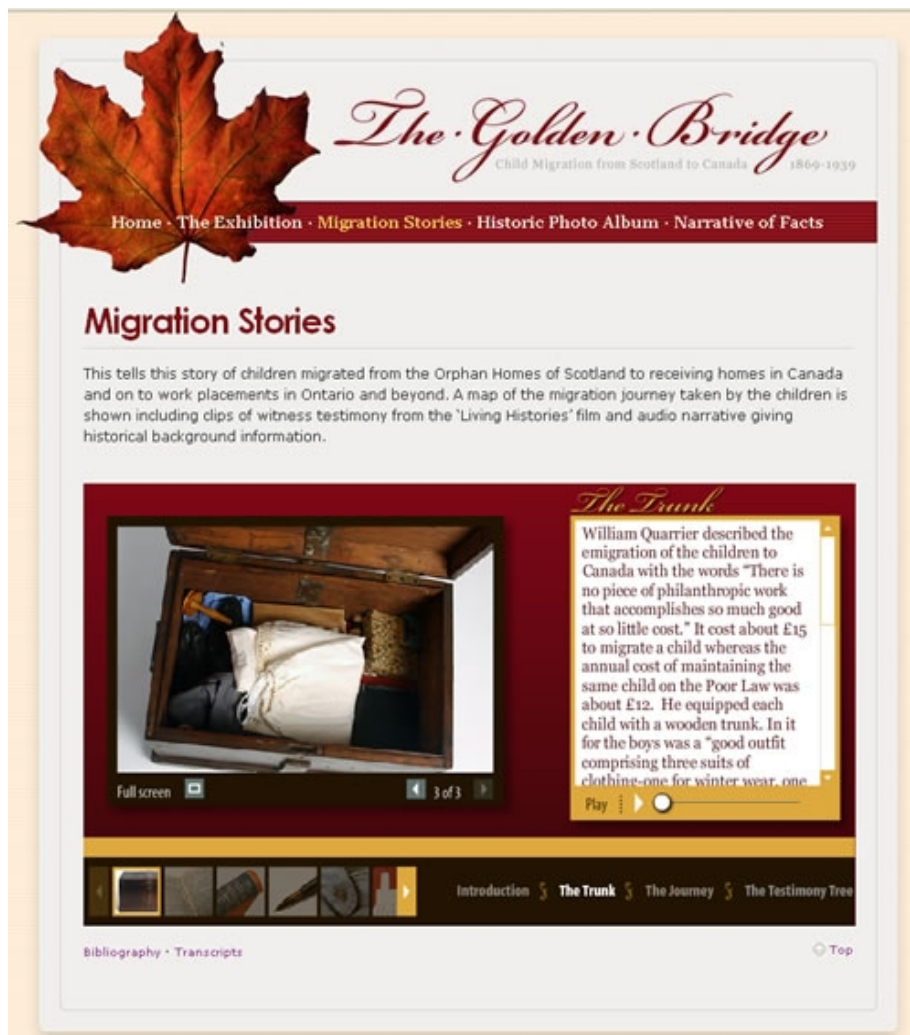 The · Golden · Bridge
Child Migration from Scotland to Canada 1869-1939
Home · The Exhibition · Migration Stories · Historic Photo Album · Narrative of Facts
Migration Stories
This tells this story of children migrated from the Orphan Homes of Scotland to receiving homes in Canada
and on to work placements in Ontario and beyond. A map of the migration journey taken by the children is
shown including clips of witness testimony from the 'Living Histories' film and audio narrative giving
historical background information.
The Trunk
William Quarrier described the
emigration of the children to
Canada with the words “There is
no piece of philanthropic work
that accomplishes so much good
at so little cost.” It cost about £15
to migrate a child whereas the
annual cost of maintaining the
same child on the Poor Law was
about £12. He equipped each
child with a wooden trunk. In it
for the boys was a “good outfit
comprising three suits of
clothing-one for winter wear, one
Full screen 3 of 3
Play
Introduction The Trunk The Journey The Testimony Tree
Bibliography · Transcripts Top